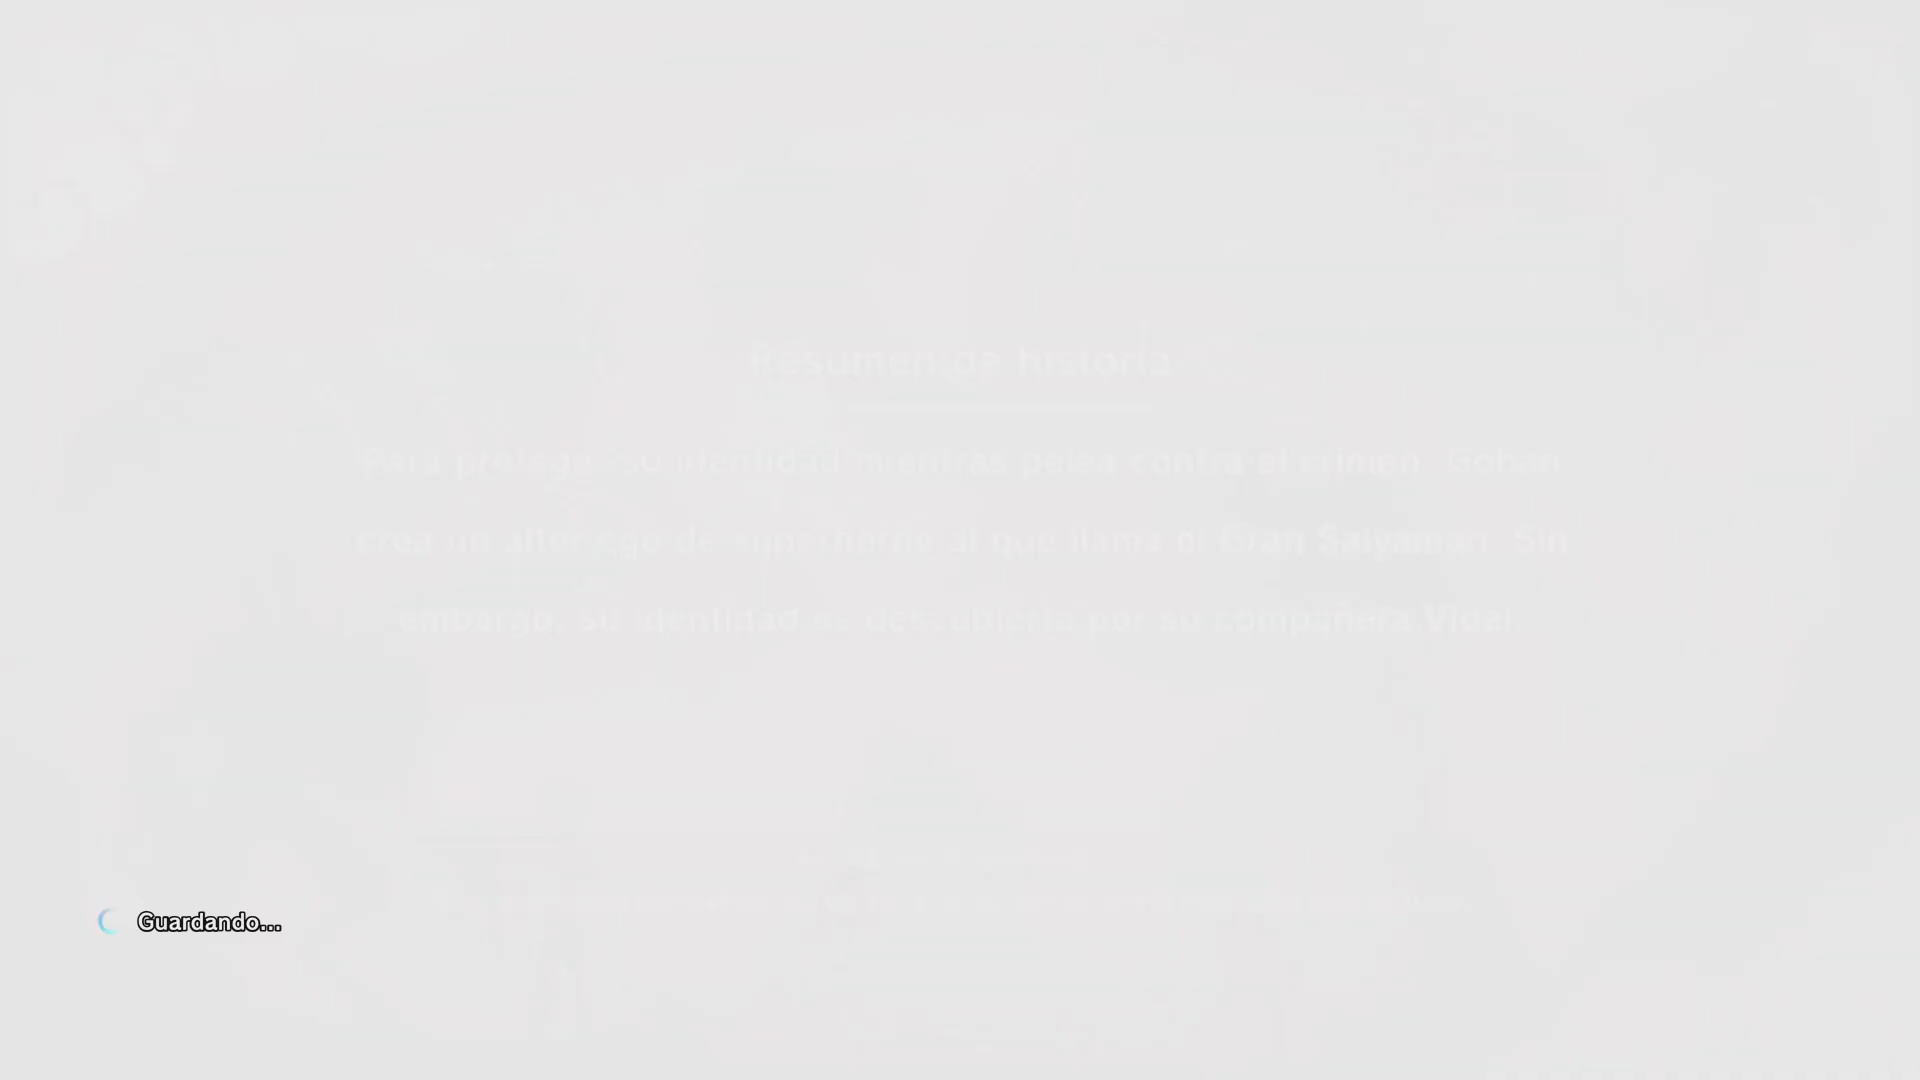 Resumen de historia
Para proteger su identidad mientras pelea contra el crimen, Gohan
crea un alter ego de superhéroe al que llama el Gran Saiyaman. Sin
embargo, su identidad es descubierta por su compañera Videl.
Guardando...